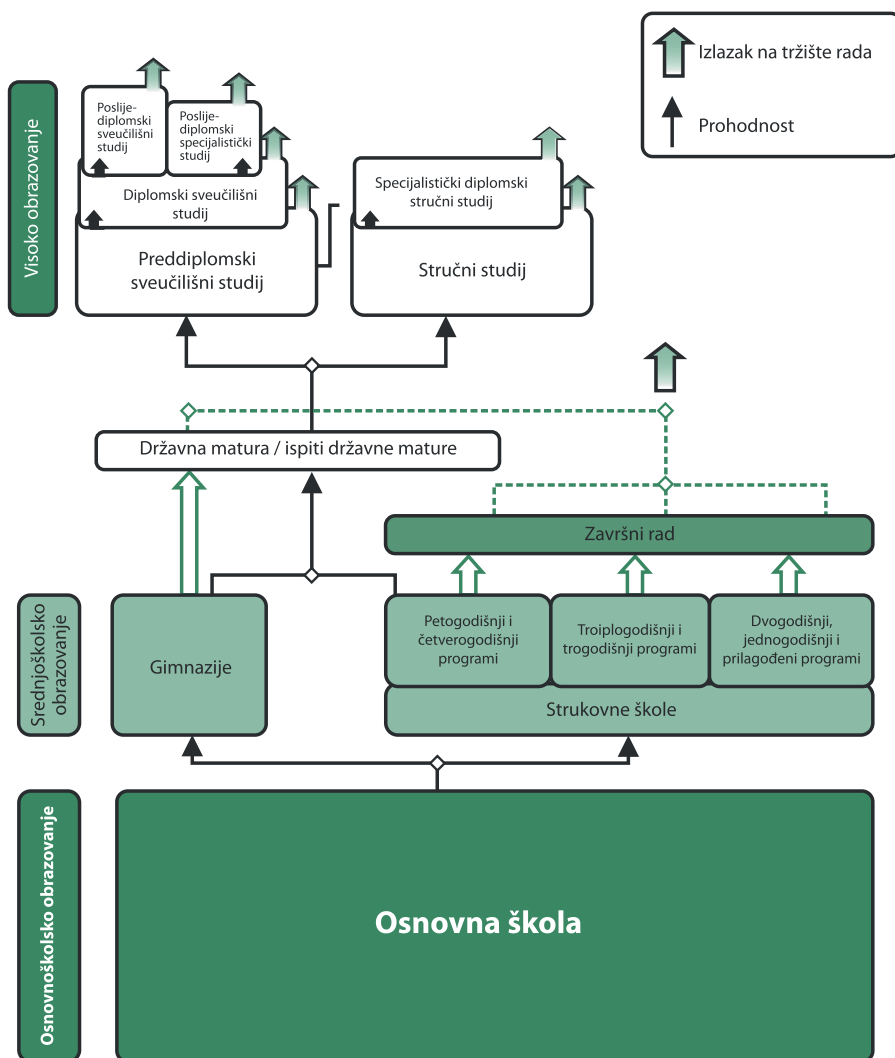 Izlazak na tržište rada
Prohodnost
Visoko obrazovanje
Poslije-
diplomski
sveučilišni
studij
Poslije-
diplomski
specijalistički
studij
Diplomski sveučilišni
studij
Preddiplomski
sveučilišni studij
Specijalistički diplomski
stručni studij
Stručni studij
Državna matura / ispiti državne mature
Završni rad
Srednjoškolsko
obrazovanje
Gimnazije
Petogodišnji i
četverogodišnji
programi
Troiplogodišnji i
trogodišnji programi
Dvogodišnji,
jednogodišnji i
prilagođeni programi
Strukovne škole
Osnovnoškolsko obrazovanje
Osnovna škola